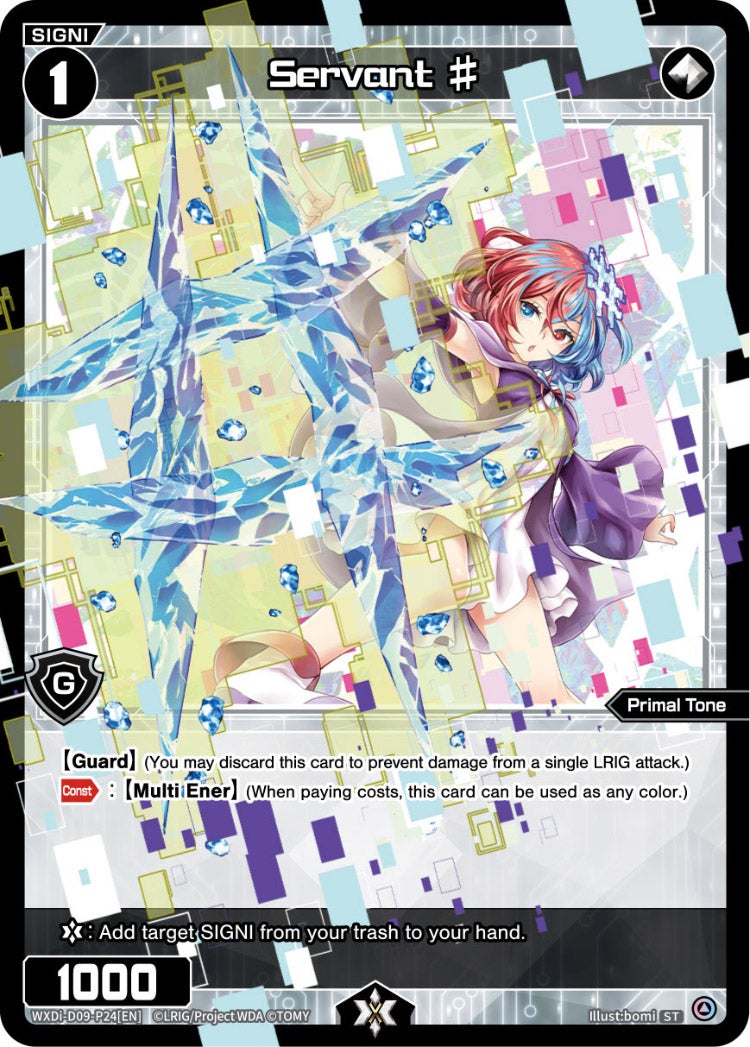 SIGNI
1
Servant #
G
Primal Tone
【Guard】 (You may discard this card to prevent damage from a single LRIG attack.)
Const : 【Multi Ener】 (When paying costs, this card can be used as any color.)
: Add target SIGNI from your trash to your hand.
1000
WXDi-D09-P24[EN] ©LRIG/Project WDA ©TOMY Illust:bomi ST